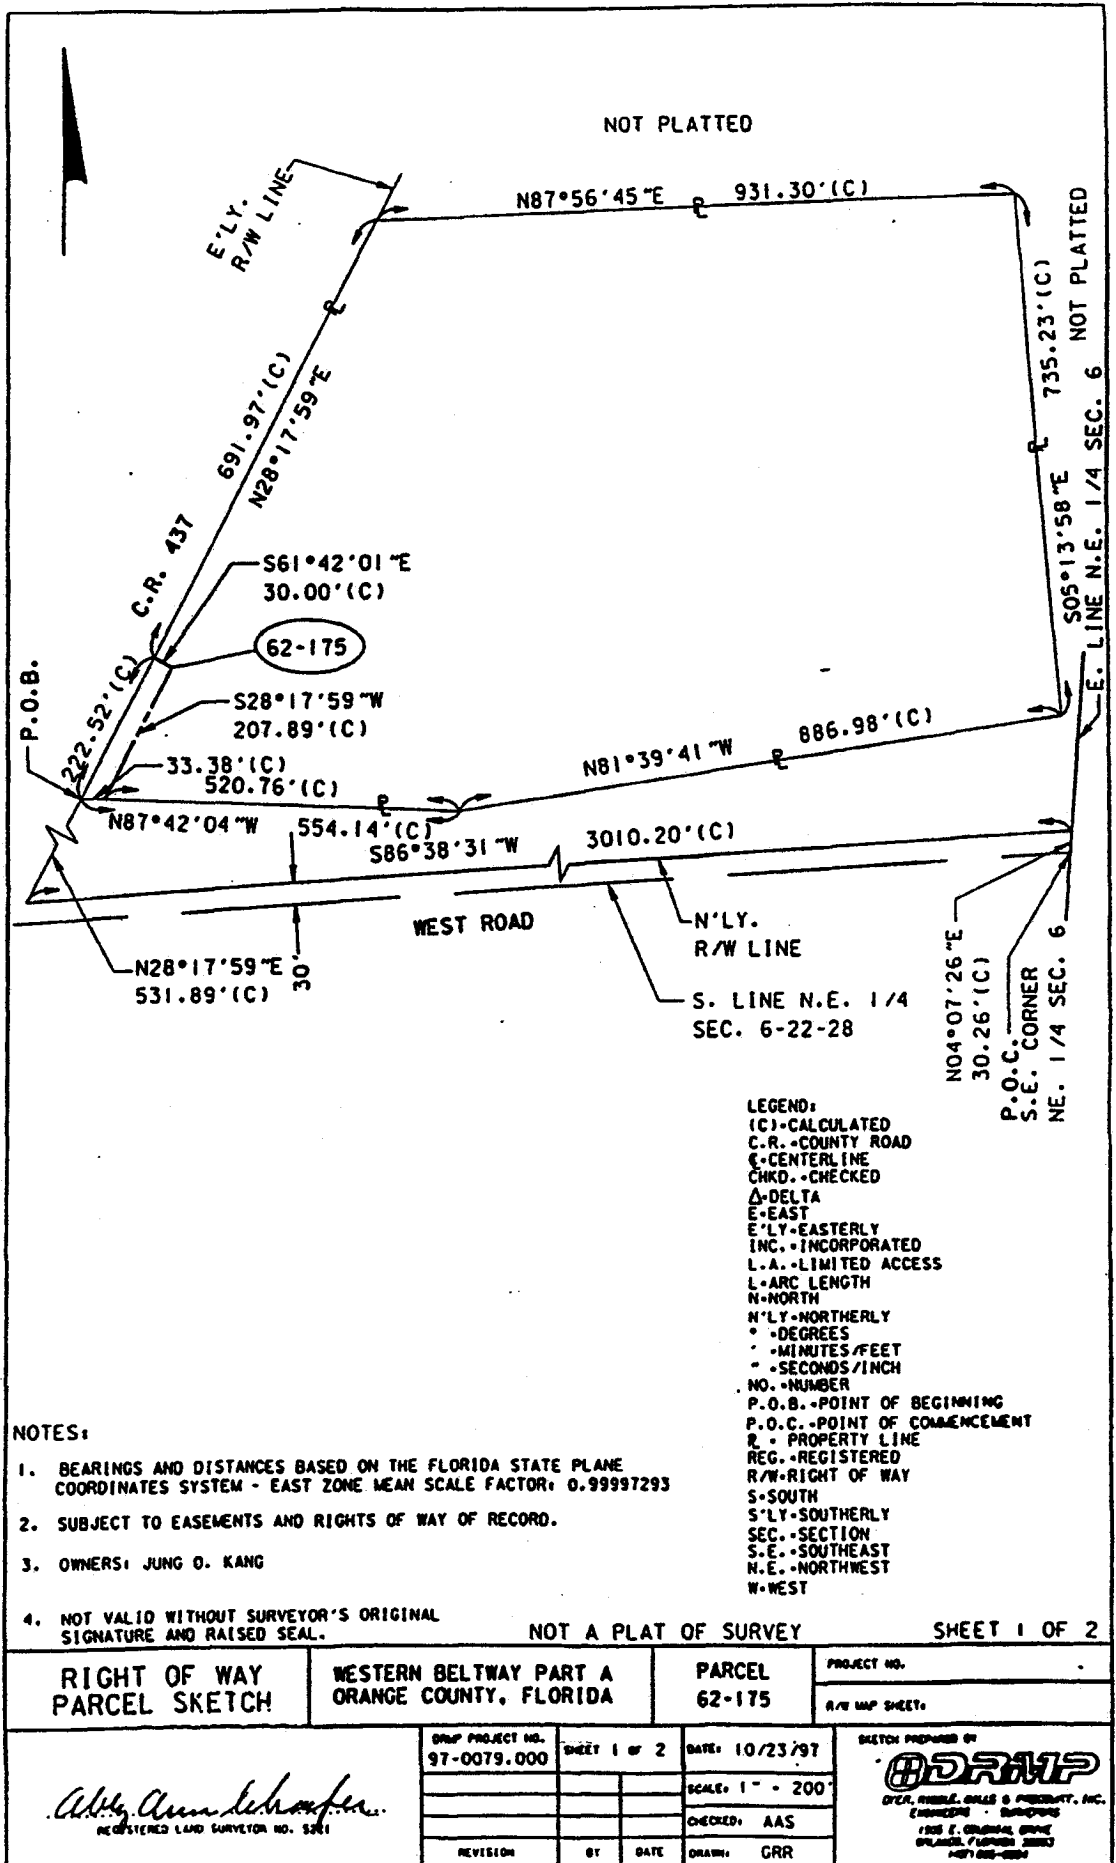 NOT PLATTED
E'LY.
R/W LINE
N87°56'45"E
931.30'(C)
NOT PLATTED
735.23'(C)
S05°13'58"E
E. LINE N.E. 1/4 SEC. 6
691.97'(C)
N28°17'59"E
C.R. 437
S61°42'01"E
30.00'(C)
62-175
P.O.B.
222.52'(C)
S28°17'59"W
207.89'(C)
33.38'(C)
520.76'(C)
N87°42'04"W
554.14'(C)
N81°39'41"W
886.98'(C)
S86°38'31"W
3010.20'(C)
WEST ROAD
N'LY.
R/W LINE
N28°17'59"E
531.89'(C)
30'
S. LINE N.E. 1/4
SEC. 6-22-28
N04°07'26"E
30.26'(C)
P.O.C.
S.E. CORNER
NE. 1/4 SEC. 6
LEGEND:
(C)-CALCULATED
C.R.-COUNTY ROAD
℄-CENTERLINE
CHKD.-CHECKED
Δ-DELTA
E-EAST
E'LY-EASTERLY
INC.-INCORPORATED
L.A.-LIMITED ACCESS
L-ARC LENGTH
N-NORTH
N'LY-NORTHERLY
° -DEGREES
' -MINUTES/FEET
" -SECONDS/INCH
NO.-NUMBER
P.O.B.-POINT OF BEGINNING
P.O.C.-POINT OF COMMENCEMENT
- PROPERTY LINE
REG.-REGISTERED
R/W-RIGHT OF WAY
S-SOUTH
S'LY-SOUTHERLY
SEC.-SECTION
S.E.-SOUTHEAST
N.E.-NORTHWEST
W-WEST
NOTES:
1. BEARINGS AND DISTANCES BASED ON THE FLORIDA STATE PLANE
COORDINATES SYSTEM - EAST ZONE MEAN SCALE FACTOR: 0.99997293
2. SUBJECT TO EASEMENTS AND RIGHTS OF WAY OF RECORD.
3. OWNERS: JUNG O. KANG
4. NOT VALID WITHOUT SURVEYOR'S ORIGINAL
SIGNATURE AND RAISED SEAL.
NOT A PLAT OF SURVEY
SHEET 1 OF 2
RIGHT OF WAY
PARCEL SKETCH
WESTERN BELTWAY PART A
ORANGE COUNTY, FLORIDA
PARCEL
62-175
PROJECT NO.
R/W MAP SHEET:
REGISTERED LAND SURVEYOR NO.
DRMP PROJECT NO.
97-0079.000
SHEET 1 OF 2
DATE: 10/23/97
SCALE: 1" = 200'
CHECKED: AAS
REVISION
BY
DATE
DRAWN: GRR
SKETCH PREPARED BY
DRMP
ENGINEERS - SURVEYORS